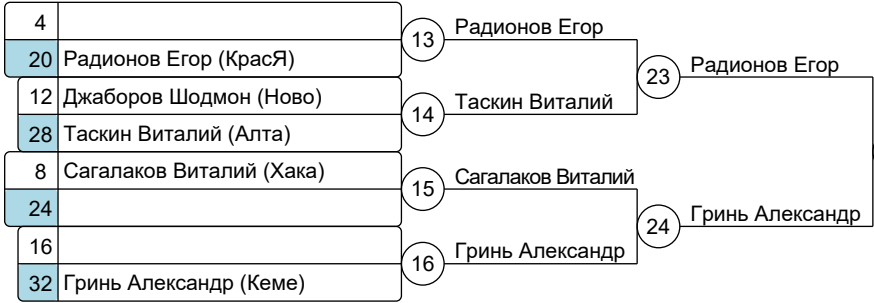 4
20 Радионов Егор (КрасЯ)
12 Джаборов Шодмон (Ново)
28 Таскин Виталий (Алта)
8 Сагалаков Виталий (Хака)
24
16
32 Гринь Александр (Кеме)
13 Радионов Егор
14 Таскин Виталий
15 Сагалаков Виталий
16 Гринь Александр
23 Радионов Егор
24 Гринь Александр